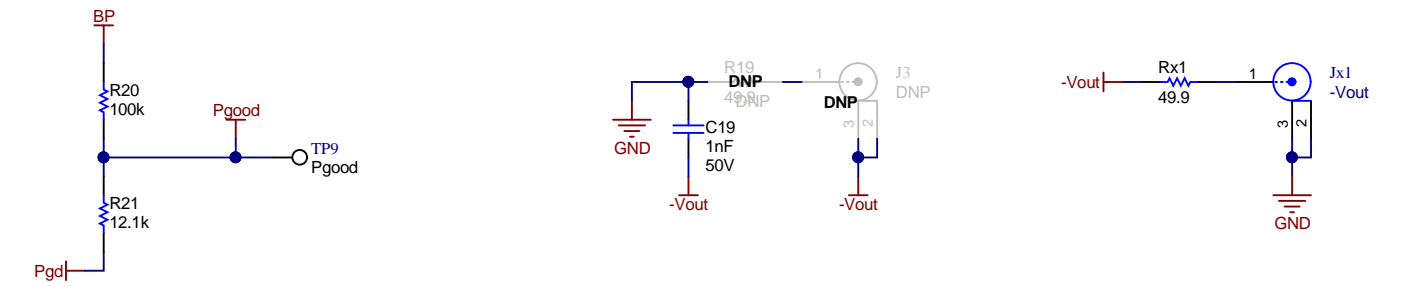 BP
R20
100k
Pgood
TP9
Pgood
R21
12.1k
Pgd
R19
DNP
49.9
DNP
1
J3
DNP
DNP
3
2
GND
C19
1nF
50V
-Vout
-Vout
-Vout
Rx1
49.9
1
Jx1
-Vout
3
2
GND